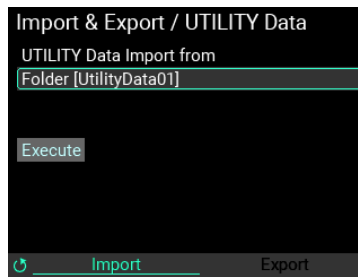 Import & Export / UTILITY Data
UTILITY Data Import from
Folder [UtilityData01]
Execute
Import Export